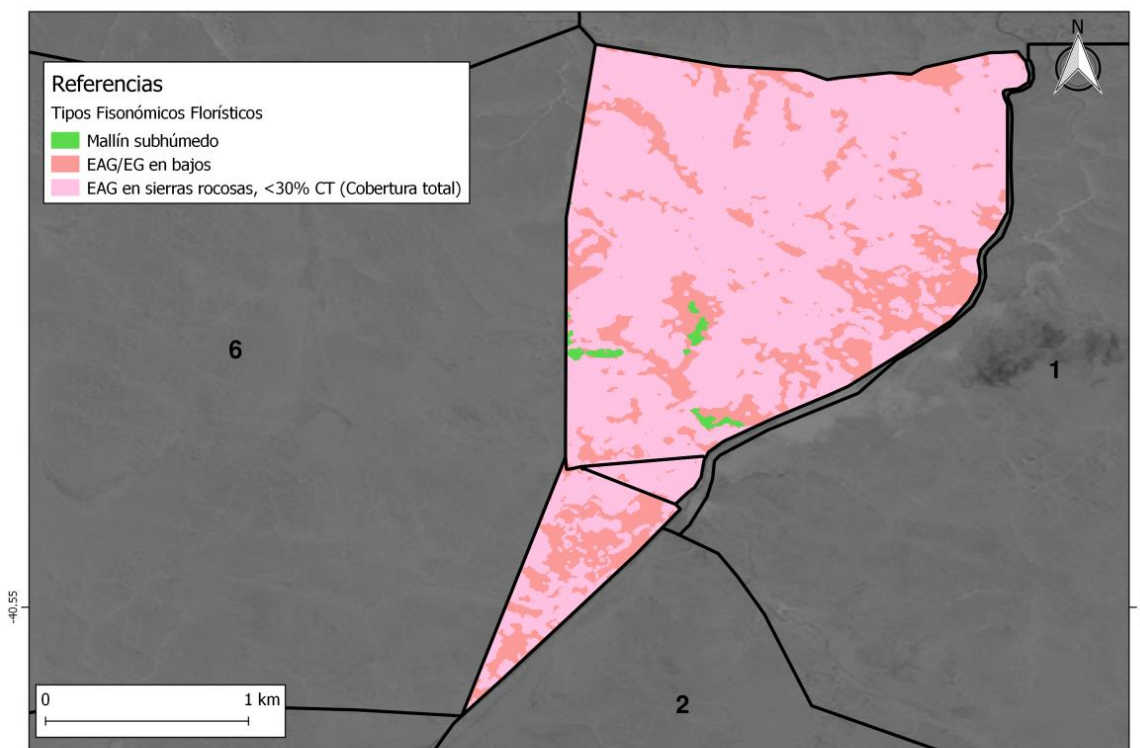 N
Referencias
Tipos Fisonómicos Florísticos
Mallín subhúmedo
EAG/EG en bajos
EAG en sierras rocosas, <30% CT (Cobertura total)
6
1
-40.55
0 1 km
2